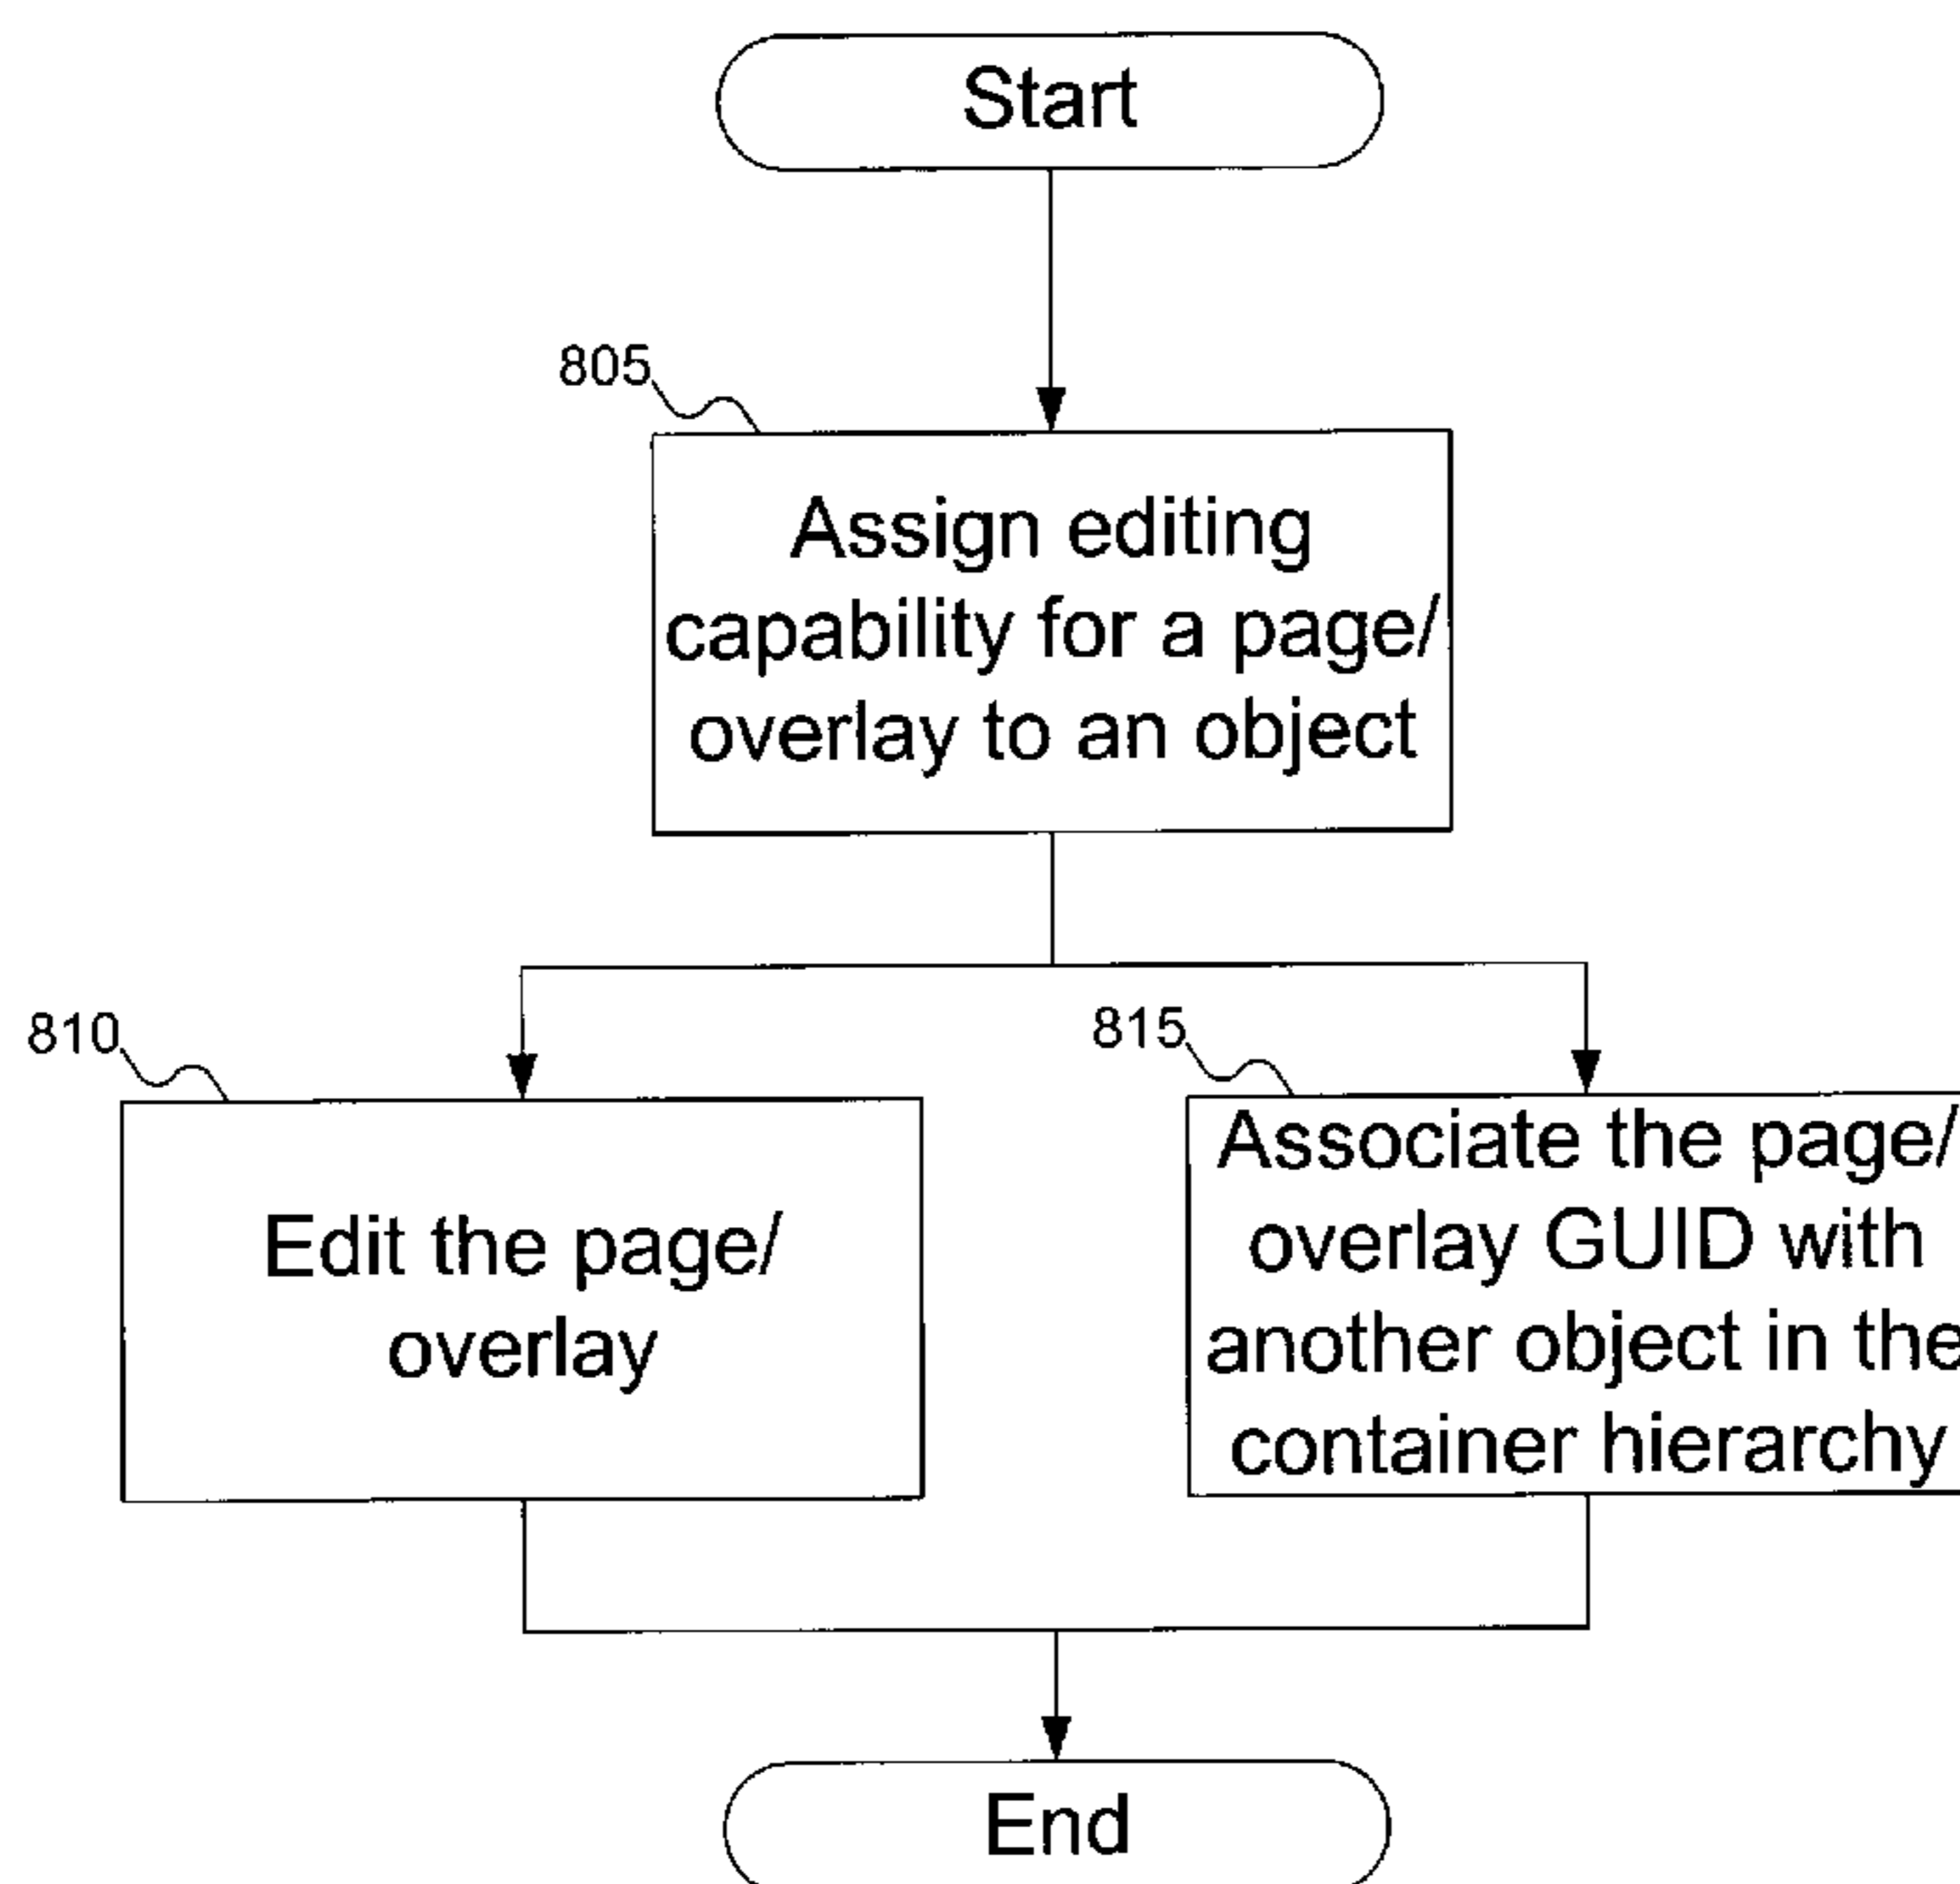 Start
805
Assign editing
capability for a page/
overlay to an object
810
Edit the page/
overlay
815
Associate the page/
overlay GUID with
another object in the
container hierarchy
End